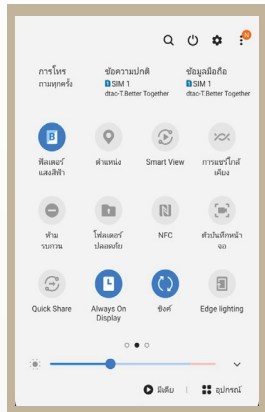 N
การโทร ข้อความปกติ ข้อมูลมือถือ
ถามทุกครั้ง 1 SIM 1 1 SIM 1
dtac-T.Better Together dtac-T.Better Together
B
ฟิลเตอร์ ตำแหน่ง Smart View การแชร์ใกล้
แสงสีฟ้า เคียง
ห้าม โฟลเดอร์ NFC ตัวบันทึกหน้า
รบกวน ปลอดภัย จอ
Quick Share Always On ซิงค์ Edge lighting
Display
มีเดีย อุปกรณ์